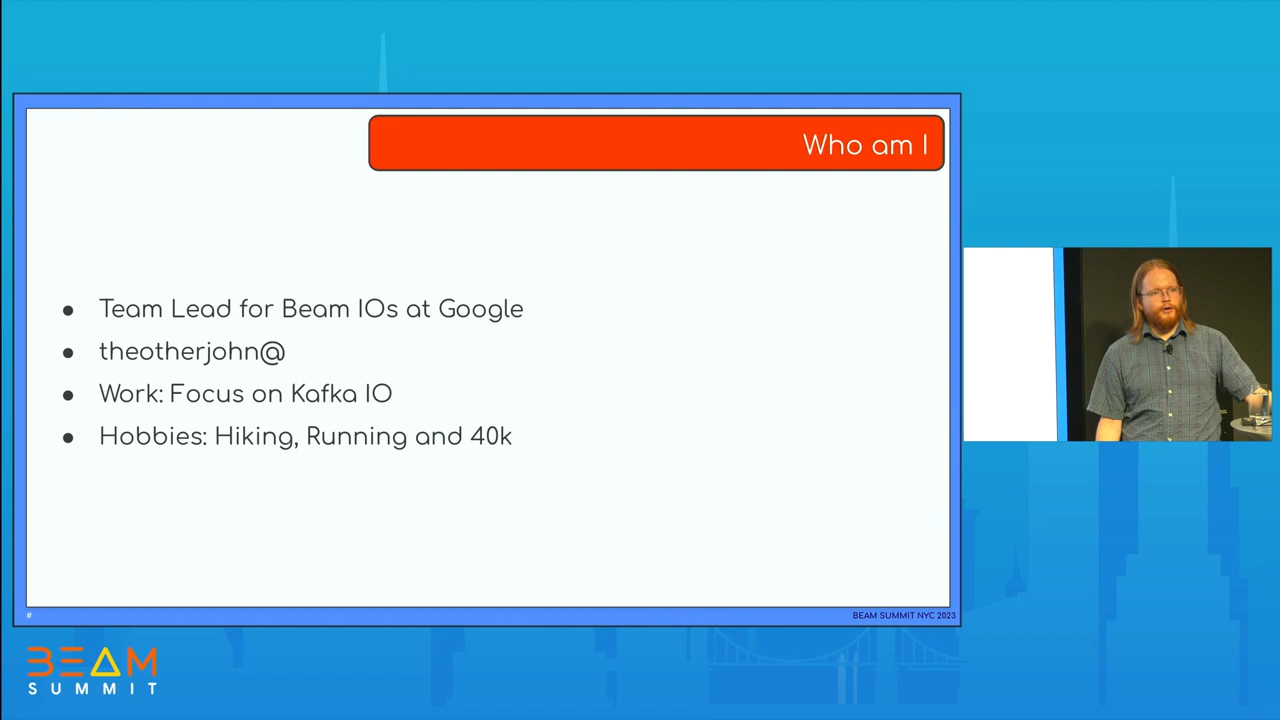 Who am I
● Team Lead for Beam IOs at Google
● theotherjohn@
● Work: Focus on Kafka IO
● Hobbies: Hiking, Running and 40k
#
BEAM SUMMIT NYC 2023
BEAM
SUMMIT